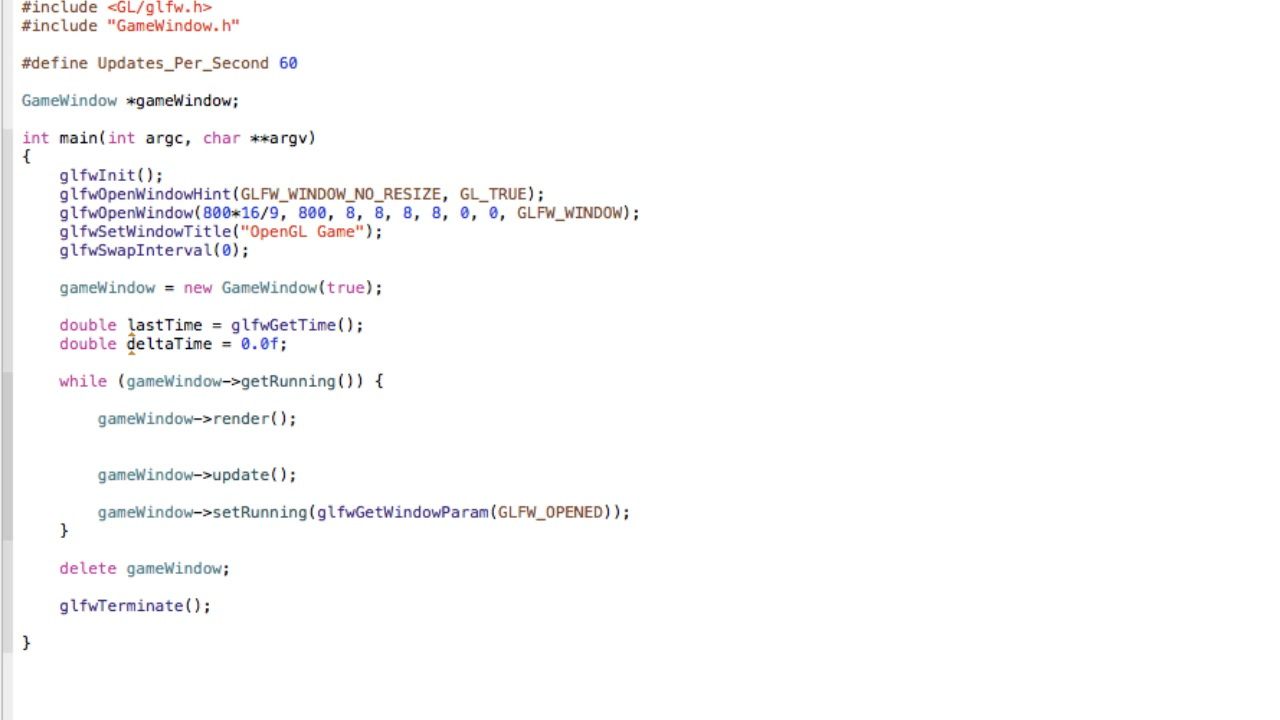 #include <GL/glfw.h>
#include "GameWindow.h"
#define Updates_Per_Second 60
GameWindow *gameWindow;
int main(int argc, char **argv)
{
glfwInit();
glfwOpenWindowHint(GLFW_WINDOW_NO_RESIZE, GL_TRUE);
glfwOpenWindow(800*16/9, 800, 8, 8, 8, 8, 0, 0, GLFW_WINDOW);
glfwSetWindowTitle("OpenGL Game");
glfwSwapInterval(0);
gameWindow = new GameWindow(true);
double lastTime = glfwGetTime();
double deltaTime = 0.0f;
while (gameWindow->getRunning()) {
gameWindow->render();
gameWindow->update();
gameWindow->setRunning(glfwGetWindowParam(GLFW_OPENED));
}
delete gameWindow;
glfwTerminate();
}